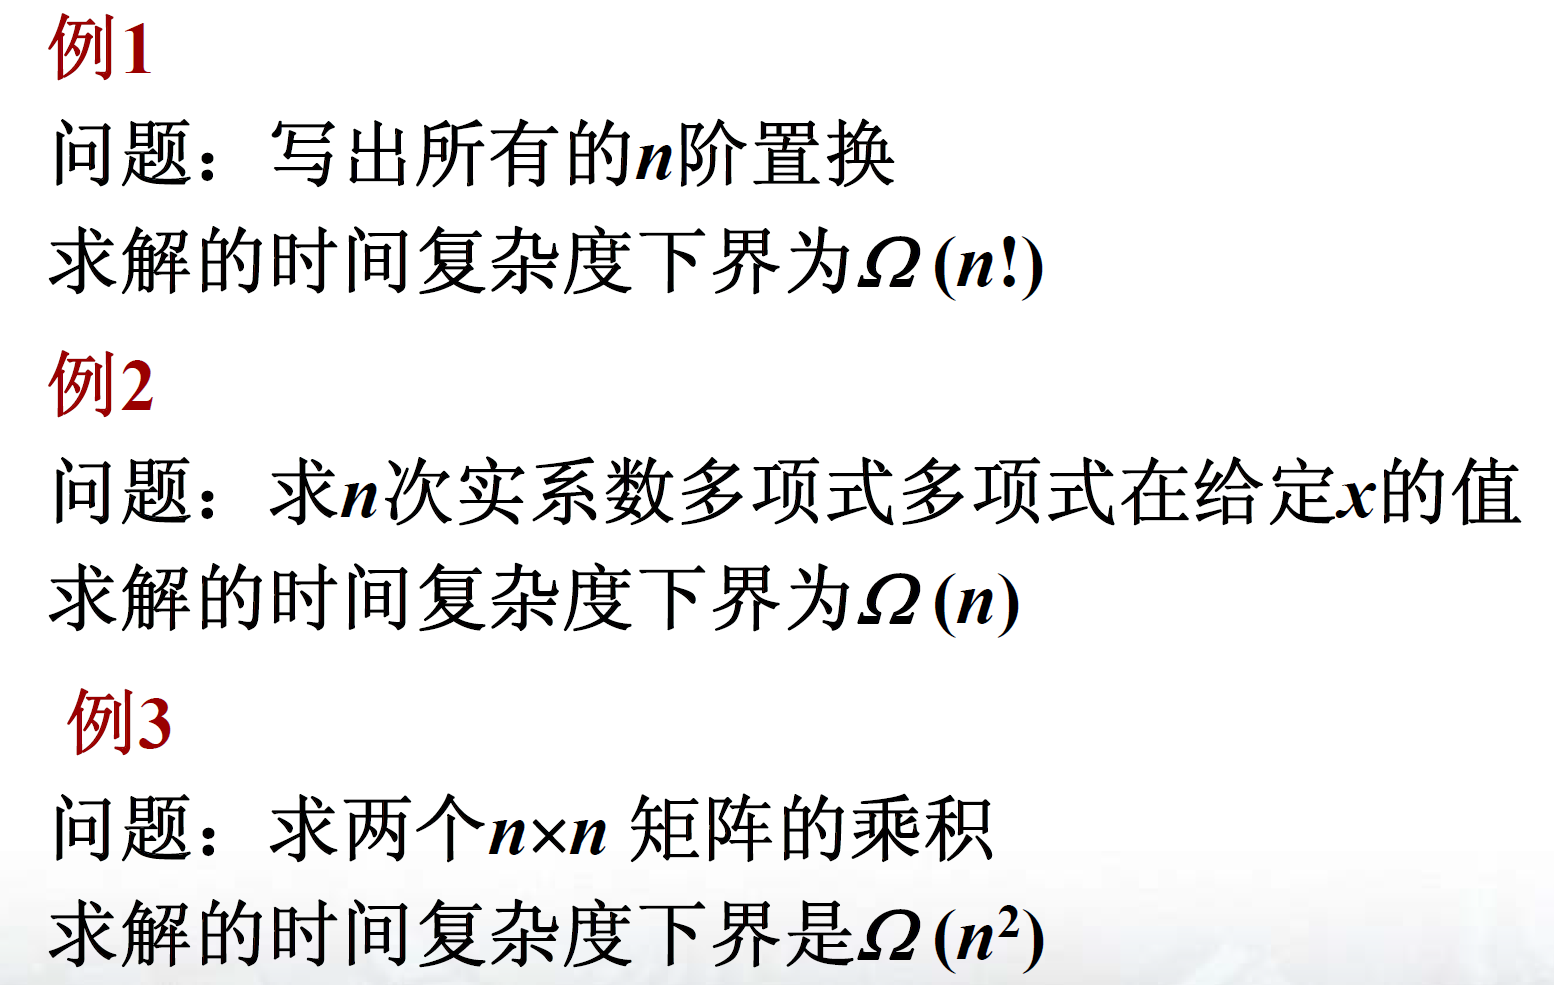 例1
问题：写出所有的n阶置换
求解的时间复杂度下界为Ω(n!)
例2
问题：求n次实系数多项式多项式在给定x的值
求解的时间复杂度下界为Ω(n)
例3
问题：求两个n×n 矩阵的乘积
求解的时间复杂度下界是Ω(n²)